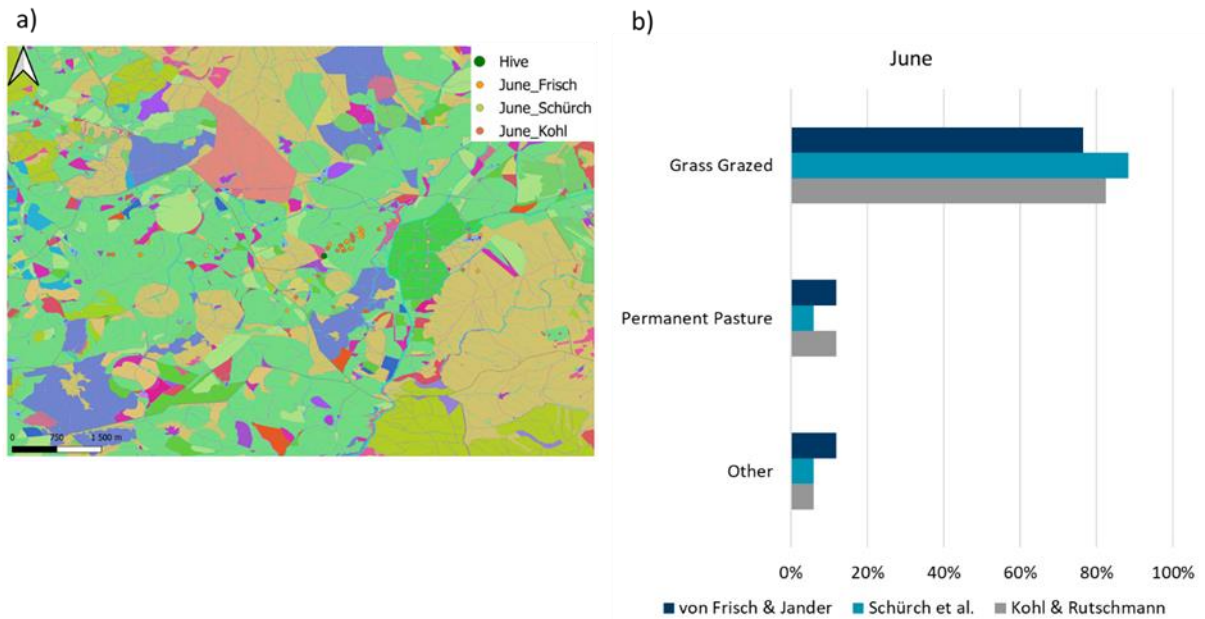 a)
Hive
June_Frisch
June_Schürch
June_Kohl
0 750 1 500 m
b)
June
Grass Grazed
Permanent Pasture
Other
0% 20% 40% 60% 80% 100%
von Frisch & Jander Schürch et al. Kohl & Rutschmann